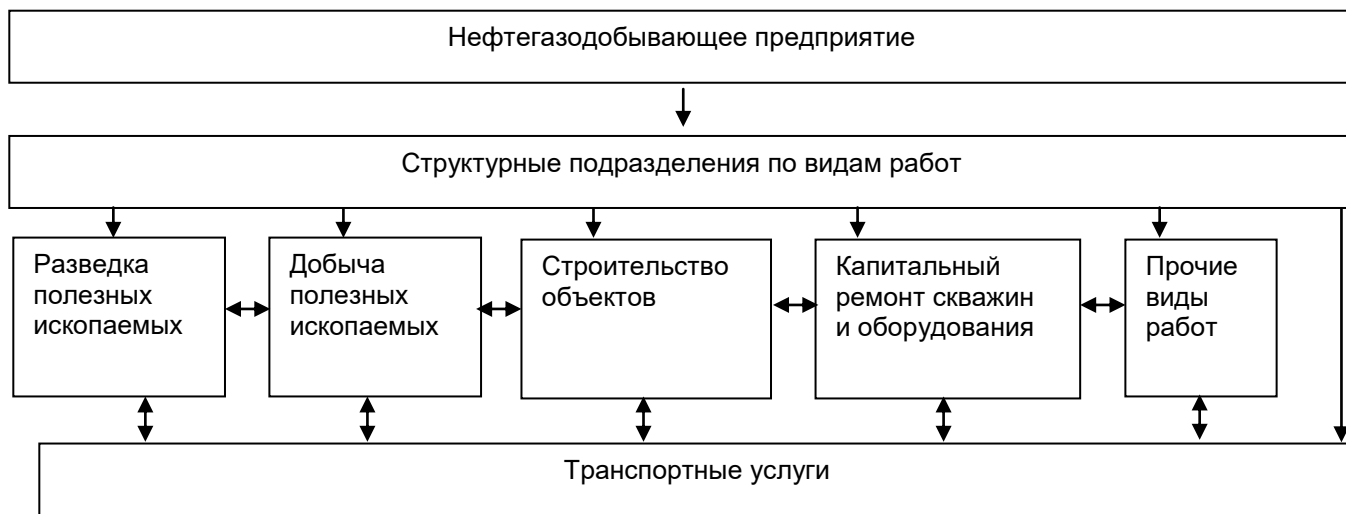 Нефтегазодобывающее предприятие
Структурные подразделения по видам работ
Разведка
полезных
ископаемых
Добыча
полезных
ископаемых
Строительство
объектов
Капитальный
ремонт скважин
и оборудования
Прочие
виды
работ
Транспортные услуги